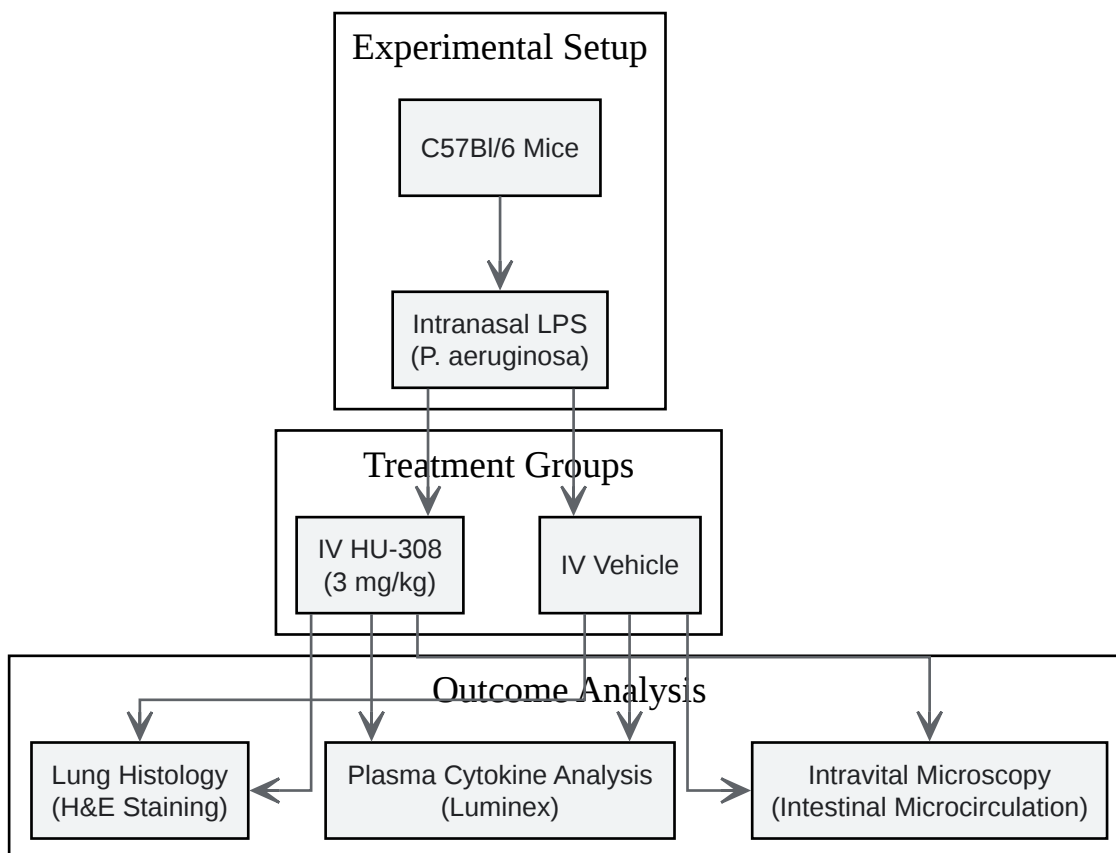 Experimental Setup
C57Bl/6 Mice
Intranasal LPS
(P. aeruginosa)
Treatment Groups
IV HU-308
(3 mg/kg)
IV Vehicle
Outcome Analysis
Lung Histology
(H&E Staining)
Plasma Cytokine Analysis
(Luminex)
Intravital Microscopy
(Intestinal Microcirculation)